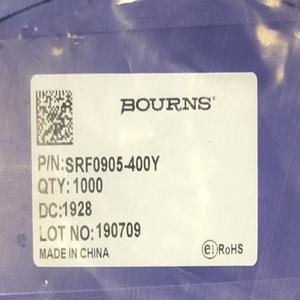 BOURNS®
P/N:SRF0905-400Y
QTY:1000
DC:1928
LOT NO:190709
MADE IN CHINA
e1 RoHS